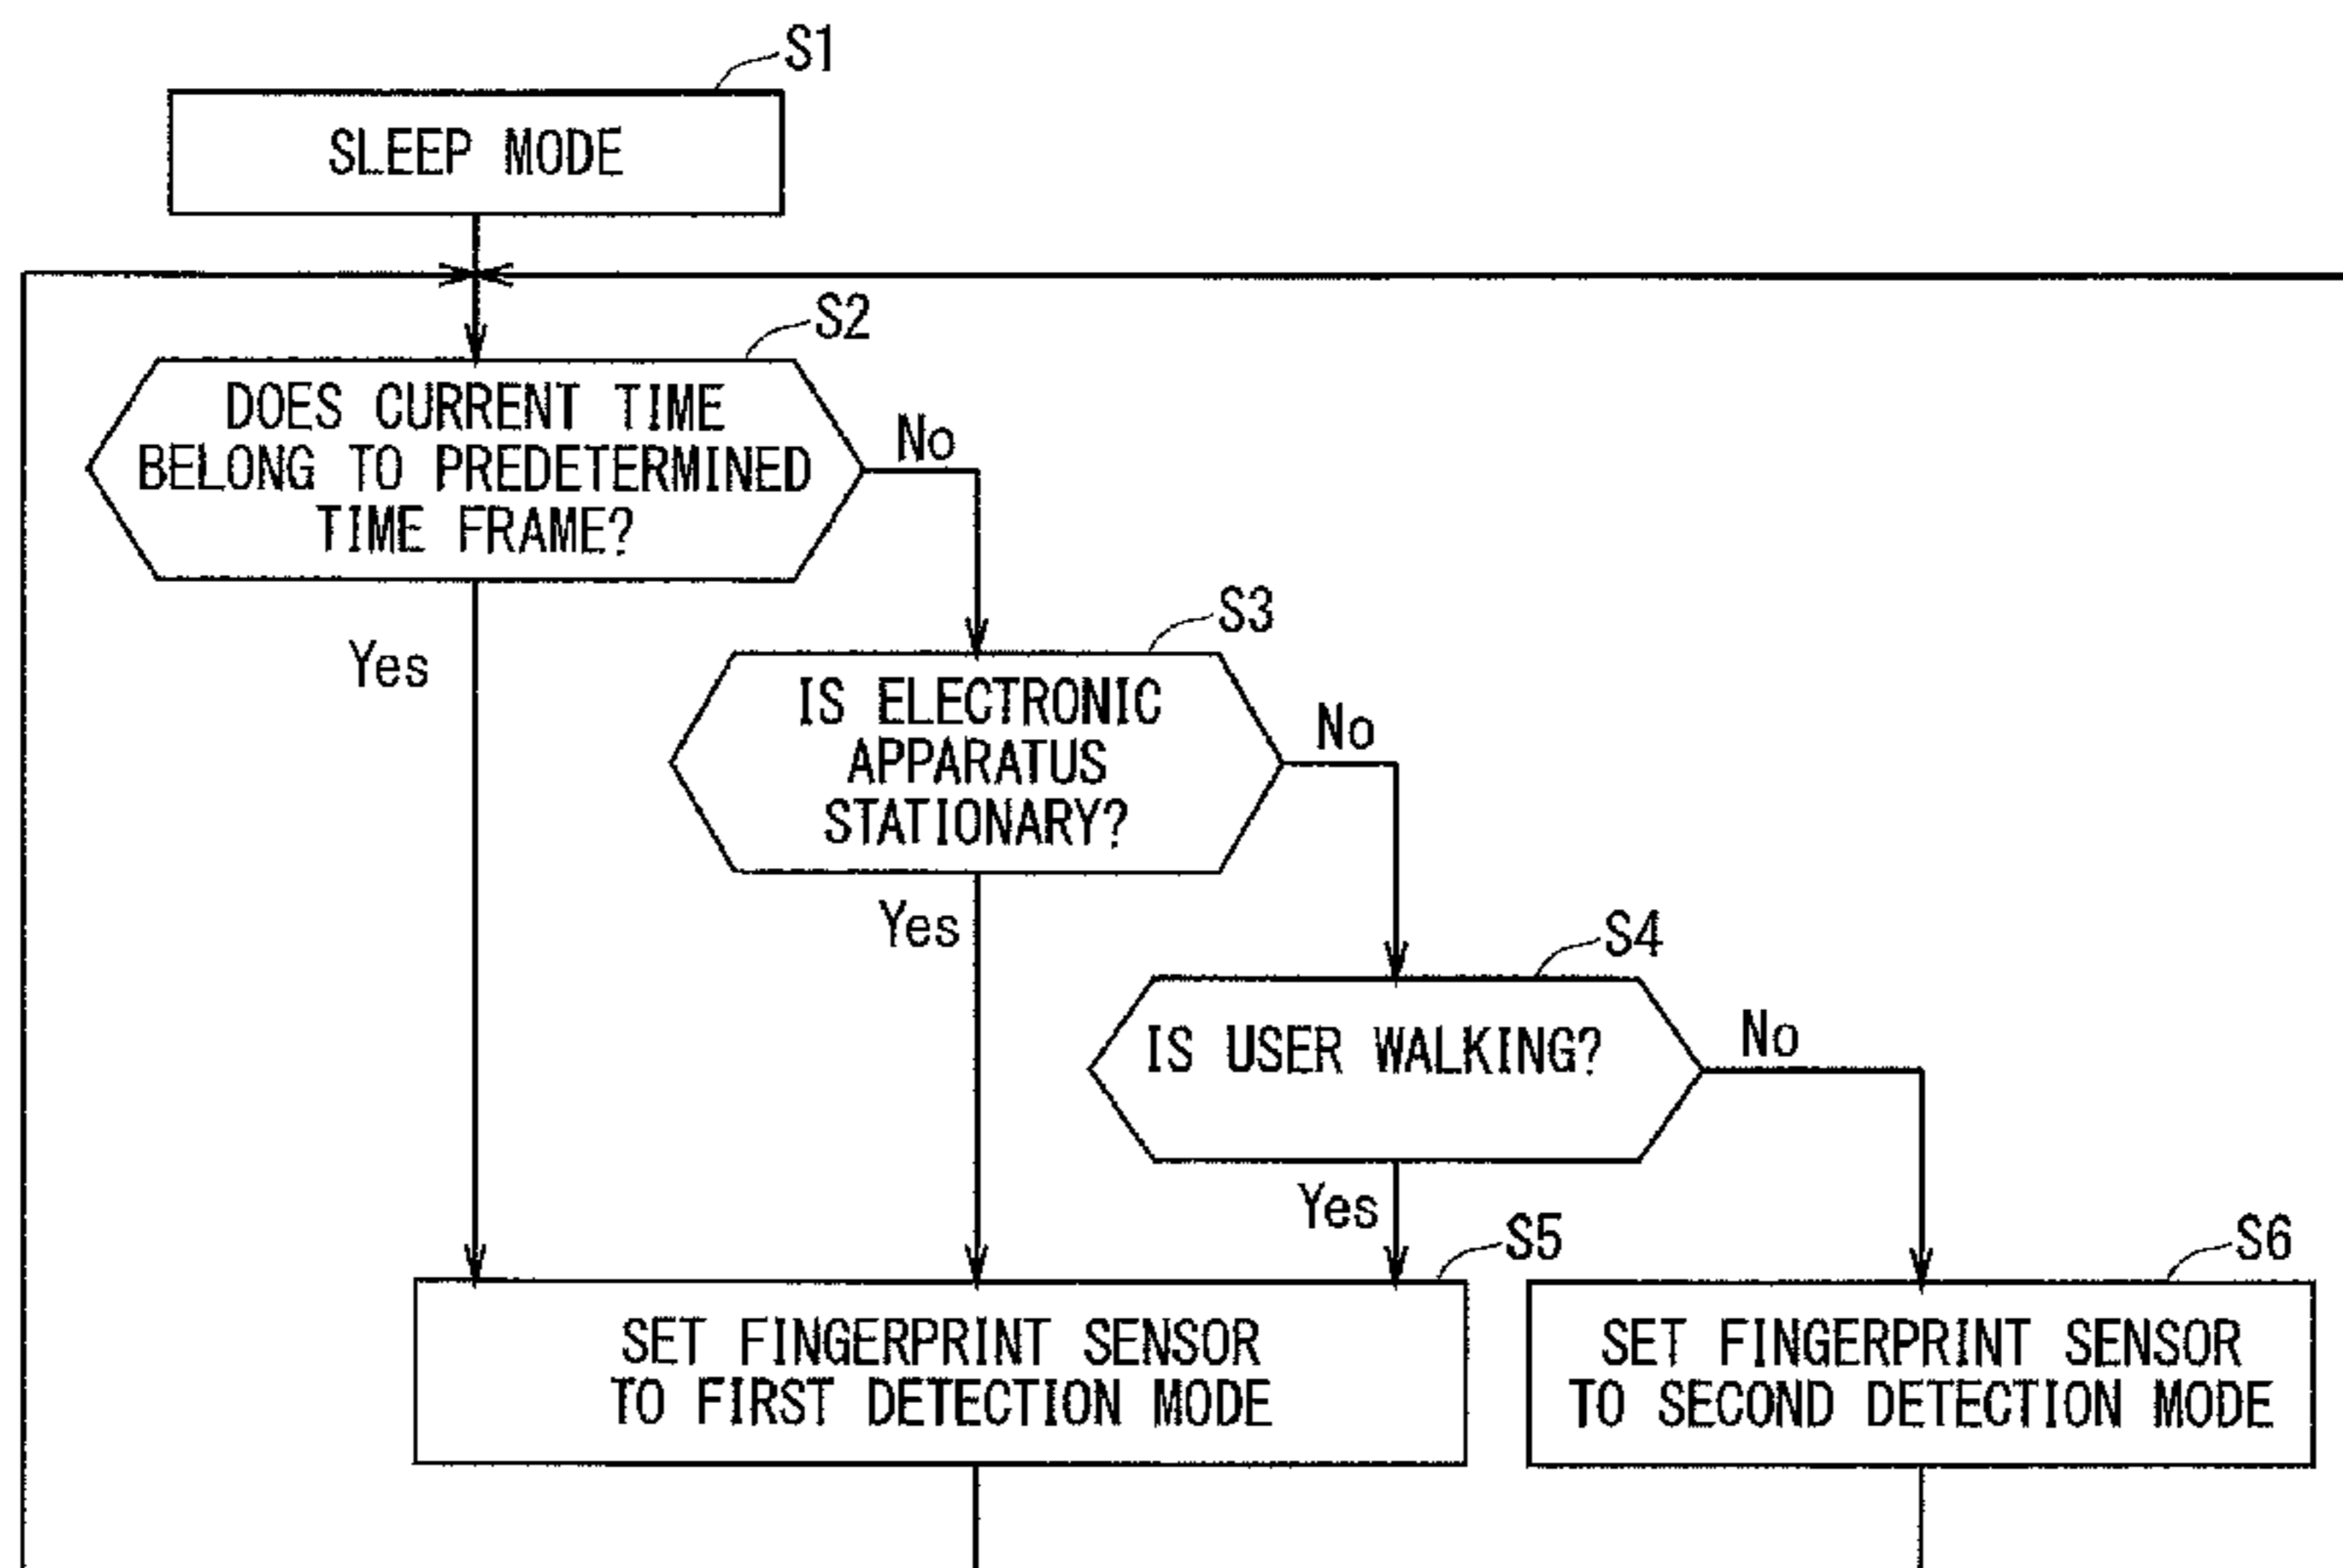 S1
SLEEP MODE
S2
DOES CURRENT TIME
BELONG TO PREDETERMINED
TIME FRAME?
No
Yes
S3
IS ELECTRONIC
APPARATUS
STATIONARY?
No
Yes
S4
IS USER WALKING?
No
Yes
S5
SET FINGERPRINT SENSOR
TO FIRST DETECTION MODE
S6
SET FINGERPRINT SENSOR
TO SECOND DETECTION MODE